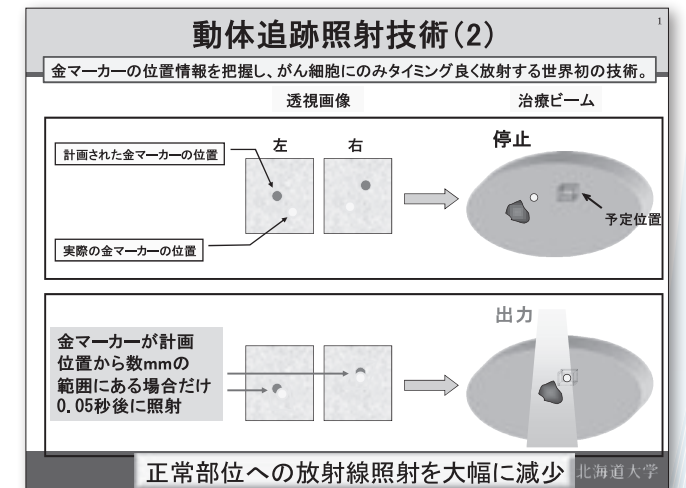 1
動体追跡照射技術(2)
金マーカーの位置情報を把握し、がん細胞にのみタイミング良く放射する世界初の技術。
透視画像
治療ビーム
左
右
停止
計画された金マーカーの位置
実際の金マーカーの位置
予定位置
出力
金マーカーが計画
位置から数mmの
範囲にある場合だけ
0.05秒後に照射
正常部位への放射線照射を大幅に減少
北海道大学